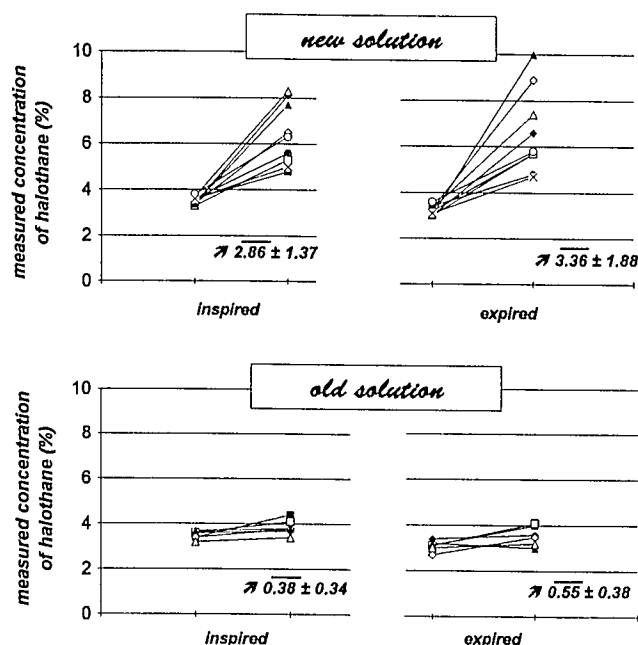 new solution
measured concentration
of halothane (%)
10
8
6
4
2
0
↗ 2.86 ± 1.37
↗ 3.36 ± 1.88
inspired
expired
old solution
measured concentration
of halothane (%)
10
8
6
4
2
0
↗ 0.38 ± 0.34
↗ 0.55 ± 0.38
inspired
expired